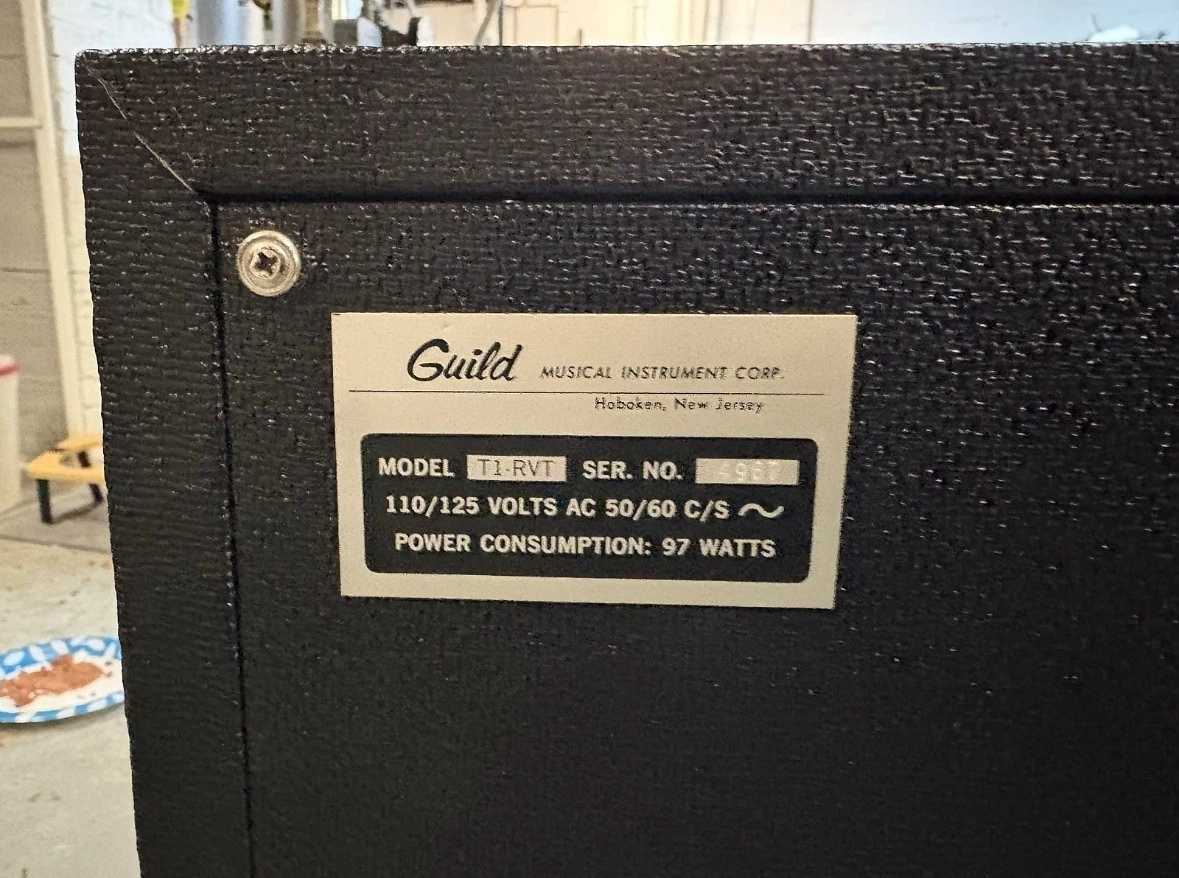 Guild MUSICAL INSTRUMENT CORP.
Hoboken, New Jersey
MODEL T1-RVT SER. NO.
110/125 VOLTS AC 50/60 C/S ~
POWER CONSUMPTION: 97 WATTS